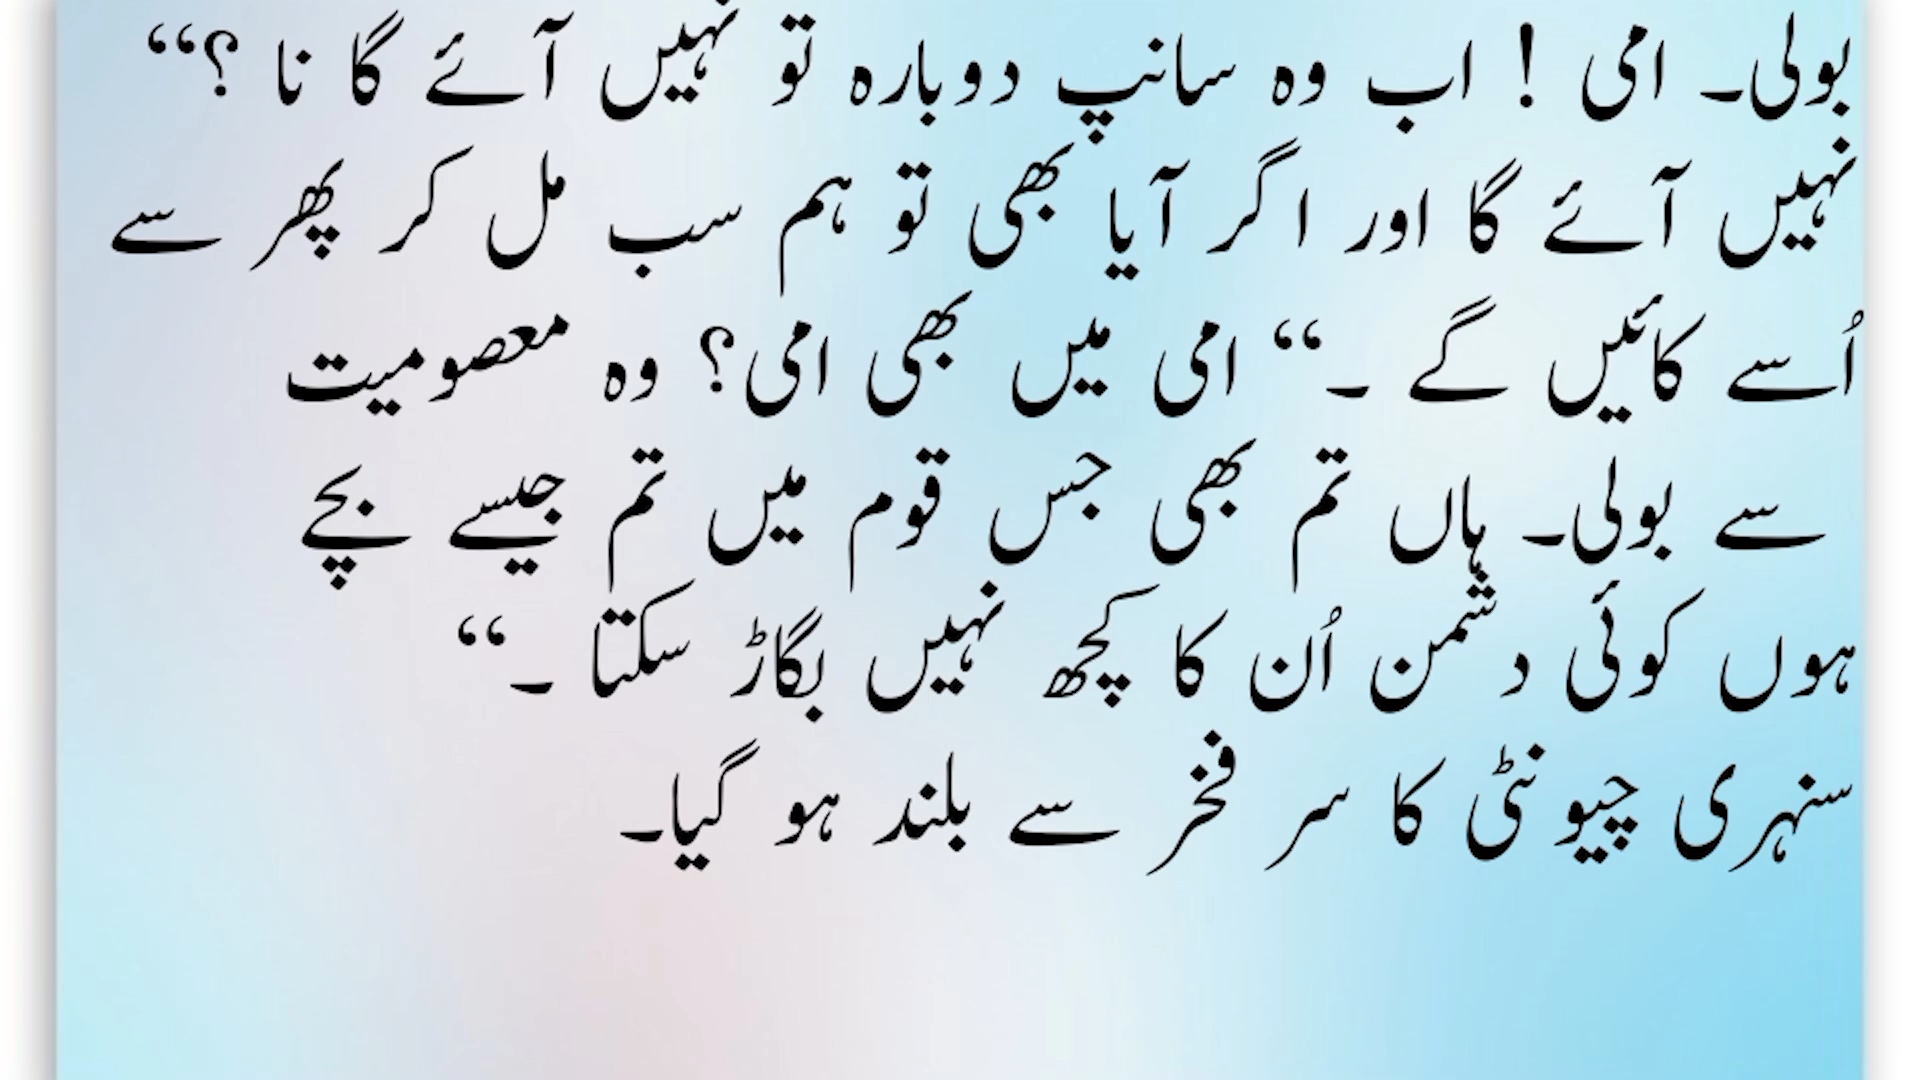 بولی۔ امی ! اب وہ سانپ دوبارہ تو نہیں آئے گا نا ؟‘‘
نہیں آئے گا اور اگر آیا بھی تو ہم سب مل کر پھر سے
اُسے کائیں گے ۔‘‘ امی میں بھی امی؟ وہ معصومیت
سے بولی۔ ہاں تم بھی جس قوم میں تم جیسے بچے
ہوں کوئی دشمن اُن کا کچھ نہیں بگاڑ سکتا ۔‘‘
سنہری چیونٹی کا سر فخر سے بلند ہو گیا۔